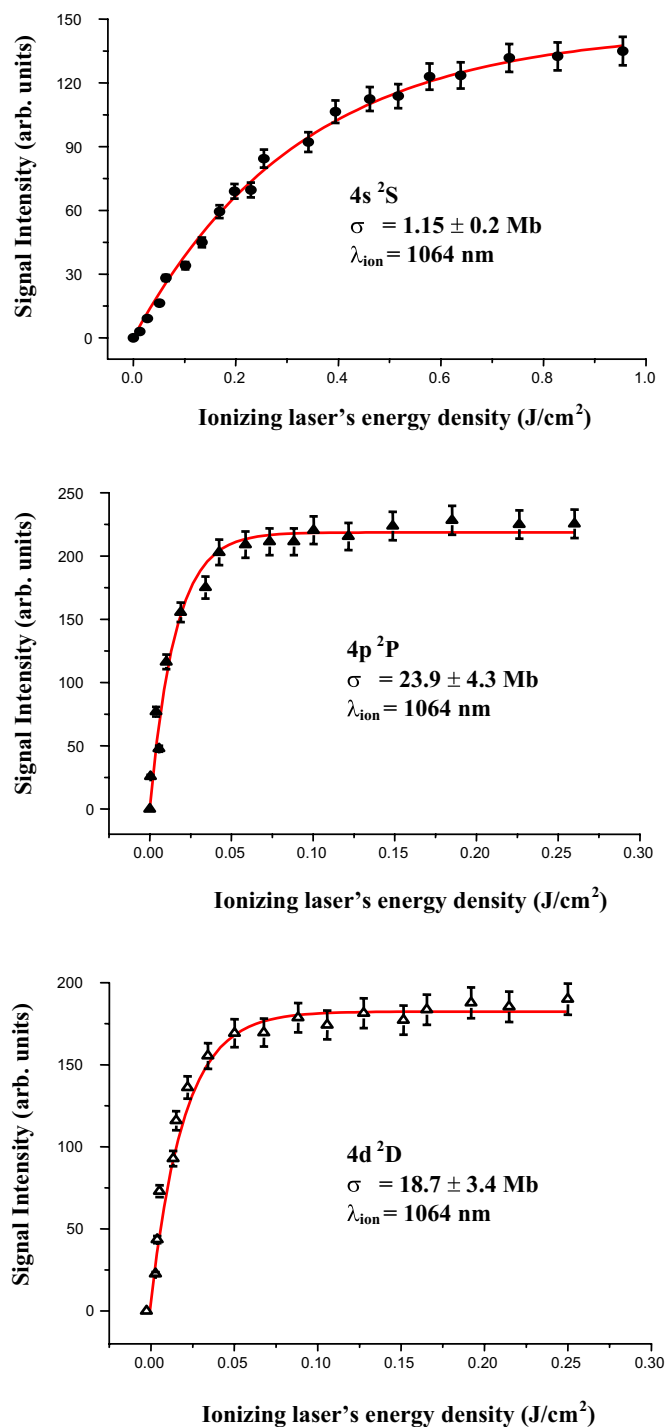 150
120
90
60
30
0
Signal Intensity (arb. units)
4s ²S
σ = 1.15 ± 0.2 Mb
λion = 1064 nm
0.0 0.2 0.4 0.6 0.8 1.0
Ionizing laser's energy density (J/cm²)
250
200
150
100
50
0
Signal Intensity (arb. units)
4p ²P
σ = 23.9 ± 4.3 Mb
λion = 1064 nm
0.00 0.05 0.10 0.15 0.20 0.25 0.30
Ionizing laser's energy density (J/cm²)
200
150
100
50
0
Signal Intensity (arb. units)
4d ²D
σ = 18.7 ± 3.4 Mb
λion = 1064 nm
0.00 0.05 0.10 0.15 0.20 0.25 0.30
Ionizing laser's energy density (J/cm²)